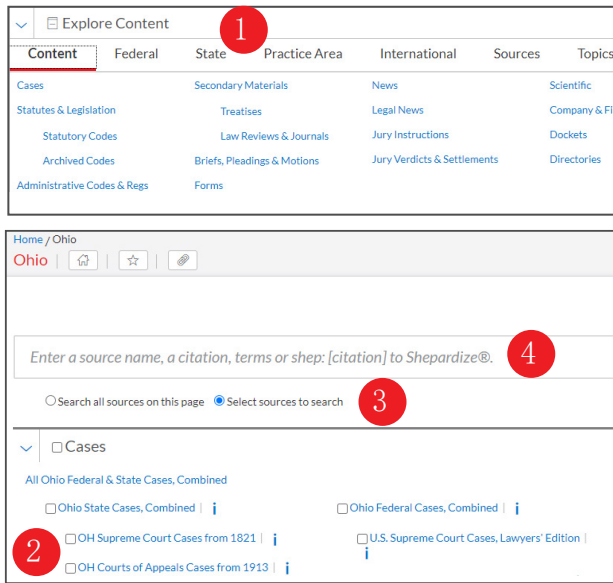 Explore Content
1
Content Federal State Practice Area International Sources Topics
Cases Secondary Materials News Scientific
Statutes & Legislation Treatises Legal News Company & Fi
Statutory Codes Law Reviews & Journals Jury Instructions Dockets
Archived Codes Briefs, Pleadings & Motions Jury Verdicts & Settlements Directories
Administrative Codes & Regs Forms
Home / Ohio
Ohio
Enter a source name, a citation, terms or shep: [citation] to Shepardize®.
4
Search all sources on this page Select sources to search
3
Cases
All Ohio Federal & State Cases, Combined
Ohio State Cases, Combined | i Ohio Federal Cases, Combined | i
2
OH Supreme Court Cases from 1821 | i U.S. Supreme Court Cases, Lawyers' Edition |
i
OH Courts of Appeals Cases from 1913 | i